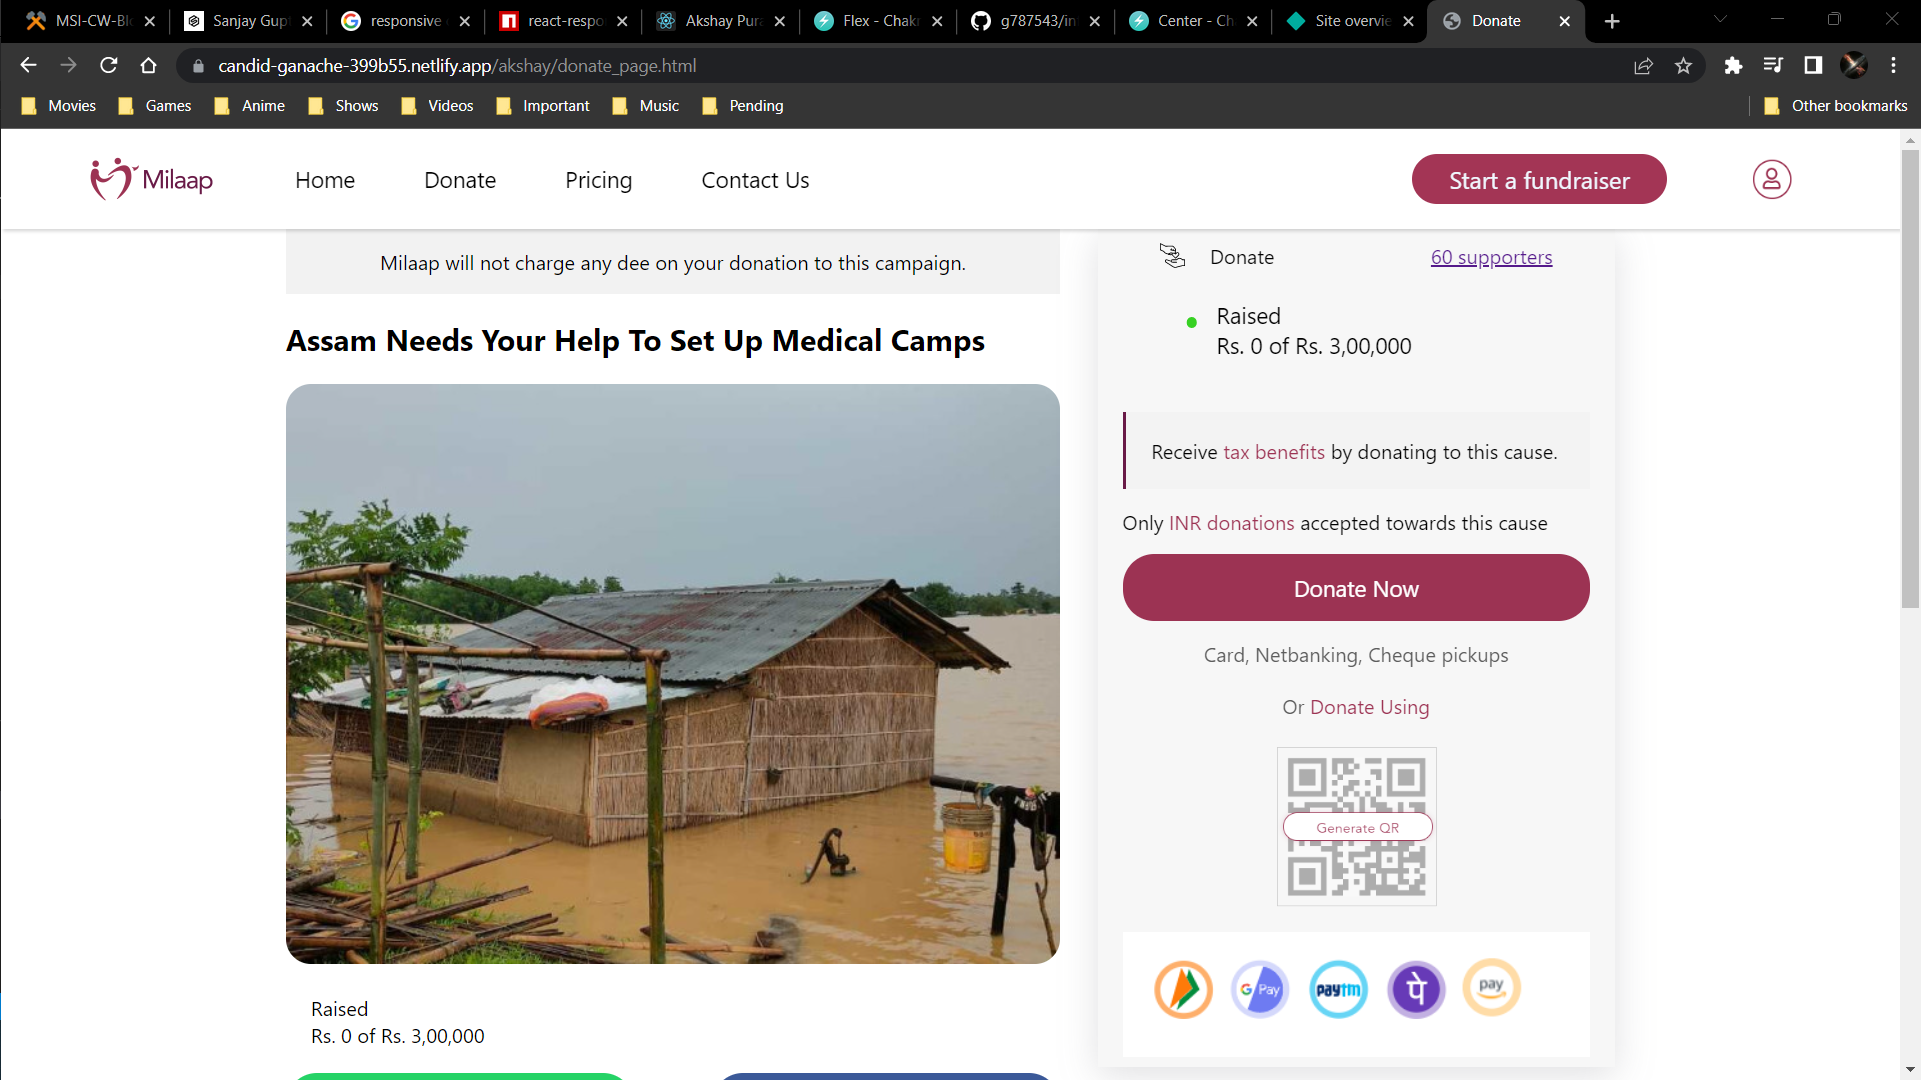 MSI-CW-Bl
Sanjay Gup
responsive
react-respo
Akshay Pura
Flex - Chak
g787543/in
Center - Ch
Site overvie
Donate
candid-ganache-399b55.netlify.app/akshay/donate_page.html
Movies
Games
Anime
Shows
Videos
Important
Music
Pending
Other bookmarks
Milaap
Home
Donate
Pricing
Contact Us
Start a fundraiser
Milaap will not charge any dee on your donation to this campaign.
Assam Needs Your Help To Set Up Medical Camps
Raised
Rs. 0 of Rs. 3,00,000
Donate
60 supporters
Raised
Rs. 0 of Rs. 3,00,000
Receive tax benefits by donating to this cause.
Only INR donations accepted towards this cause
Donate Now
Card, Netbanking, Cheque pickups
Or Donate Using
Generate QR
G Pay
paytm
पे
pay